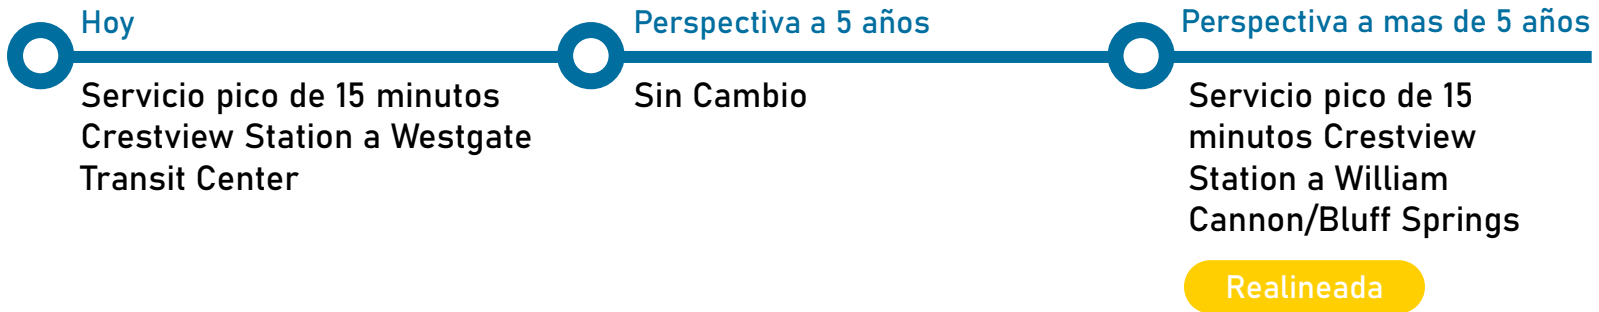 Hoy
Servicio pico de 15 minutos
Crestview Station a Westgate
Transit Center
Perspectiva a 5 años
Sin Cambio
Perspectiva a mas de 5 años
Servicio pico de 15
minutos Crestview
Station a William
Cannon/Bluff Springs
Realineada